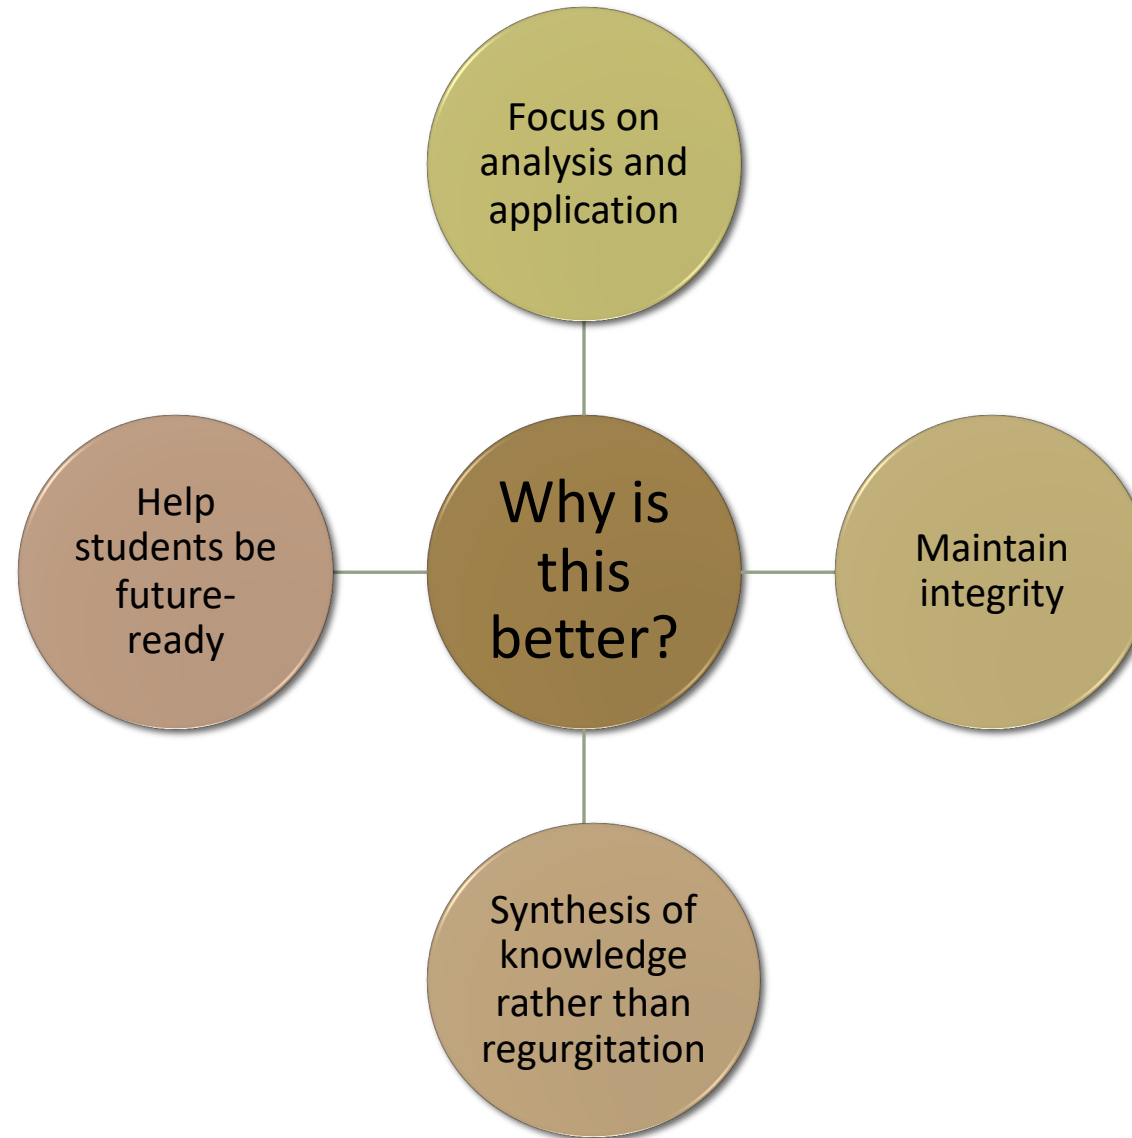 Focus on
analysis and
application
Help
students be
future-
ready
Why is
this
better?
Maintain
integrity
Synthesis of
knowledge
rather than
regurgitation